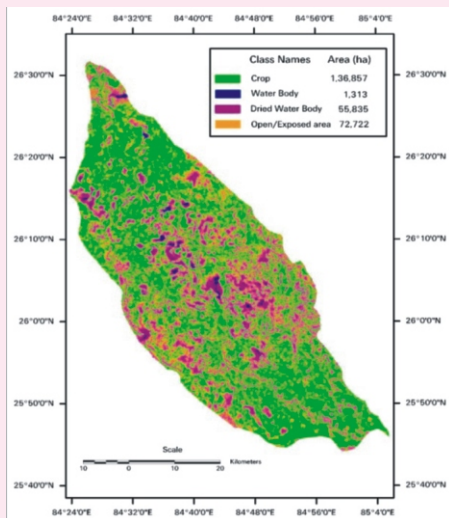 84°24'0"E 84°32'0"E 84°40'0"E 84°48'0"E 84°56'0"E 85°4'0"E
Class Names Area (ha)
Crop 1,36,857
Water Body 1,313
Dried Water Body 55,835
Open/Exposed area 72,722
26°30'0"N 26°30'0"N
26°20'0"N 26°20'0"N
26°10'0"N 26°10'0"N
26°0'0"N 26°0'0"N
25°50'0"N 25°50'0"N
25°40'0"N 25°40'0"N
Scale
10 0 10 20 Kilometers
84°24'0"E 84°32'0"E 84°40'0"E 84°48'0"E 84°56'0"E 85°4'0"E